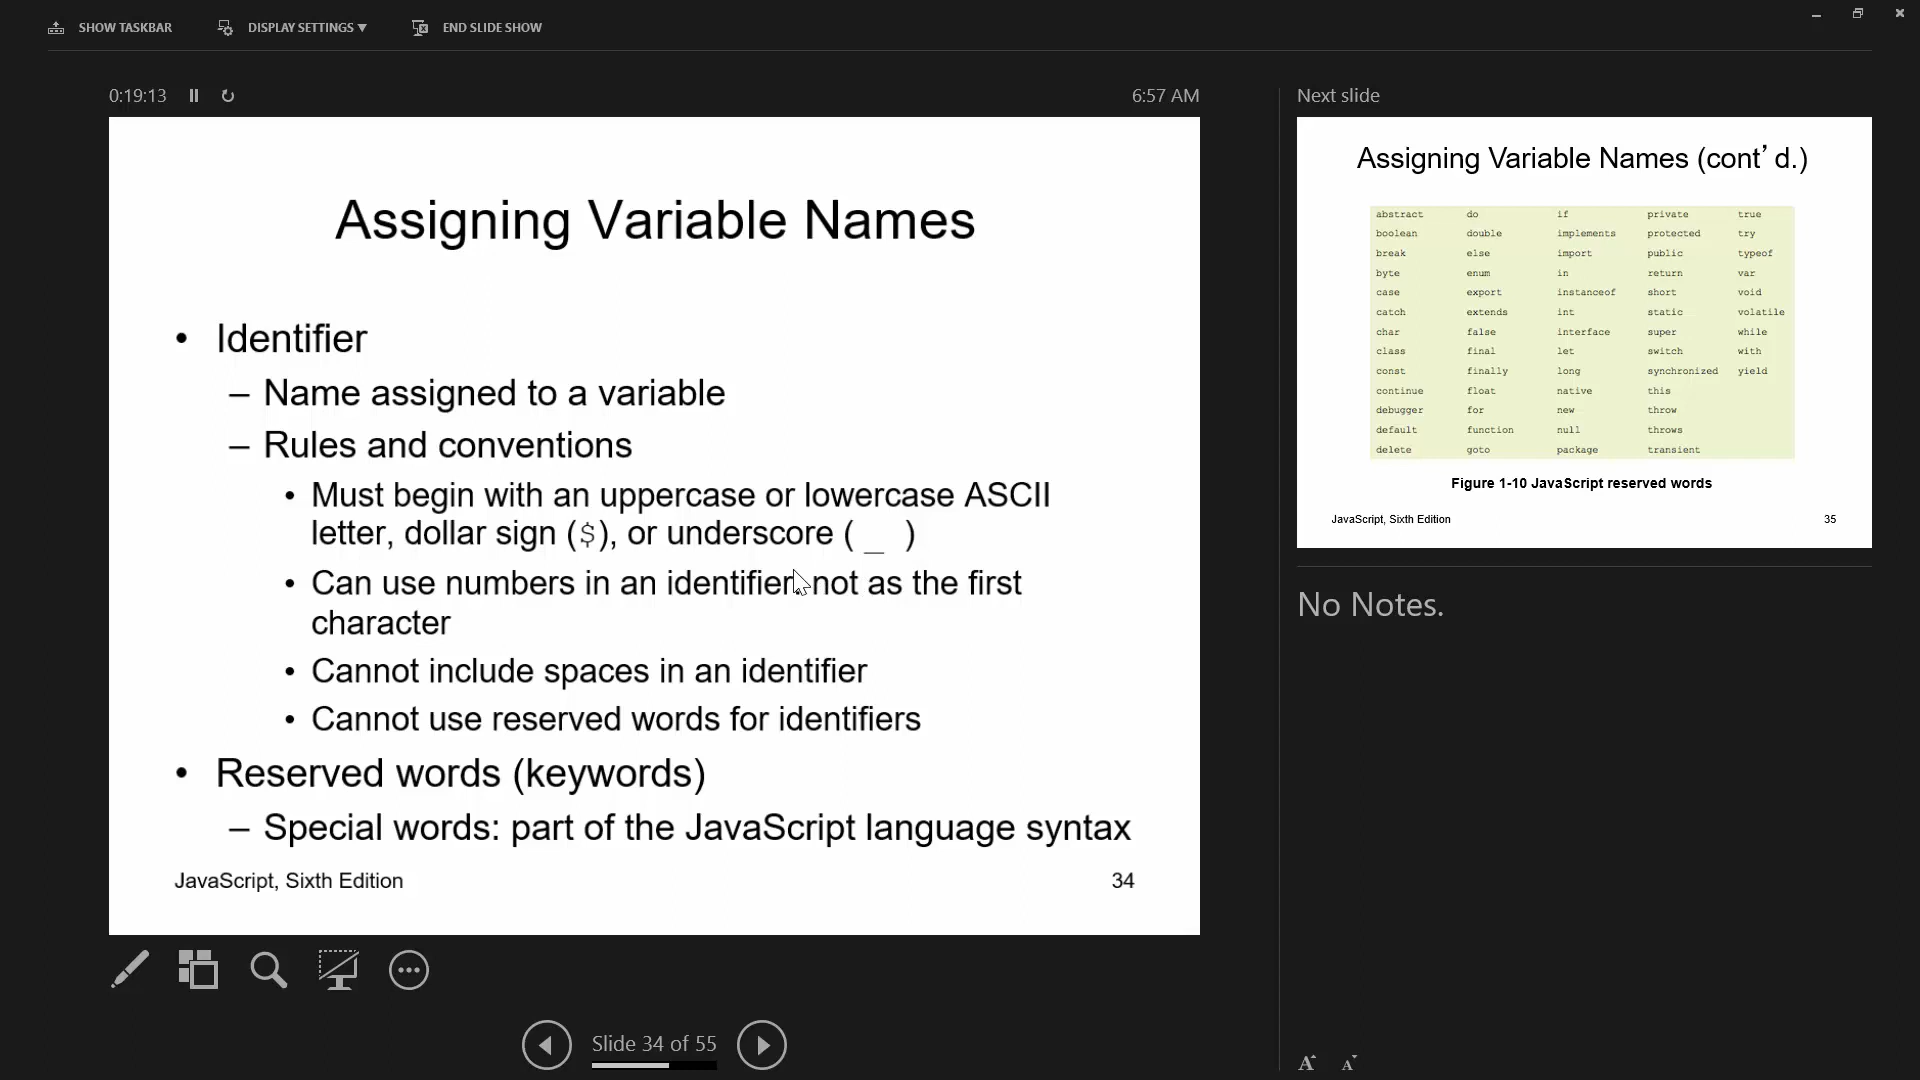 SHOW TASKBAR
DISPLAY SETTINGS ▼
END SLIDE SHOW
0:19:13
6:57 AM
Assigning Variable Names
• Identifier
– Name assigned to a variable
– Rules and conventions
• Must begin with an uppercase or lowercase ASCII
letter, dollar sign ($), or underscore ( _ )
• Can use numbers in an identifier not as the first
character
• Cannot include spaces in an identifier
• Cannot use reserved words for identifiers
• Reserved words (keywords)
– Special words: part of the JavaScript language syntax
JavaScript, Sixth Edition
34
Slide 34 of 55
Next slide
Assigning Variable Names (cont’d.)
abstract do if private true
boolean double implements protected try
break else import public typeof
byte enum in return var
case export instanceof short void
catch extends int static volatile
char false interface super while
class final let switch with
const finally long synchronized yield
continue float native this
debugger for new throw
default function null throws
delete goto package transient
Figure 1-10 JavaScript reserved words
JavaScript, Sixth Edition
35
No Notes.
A A